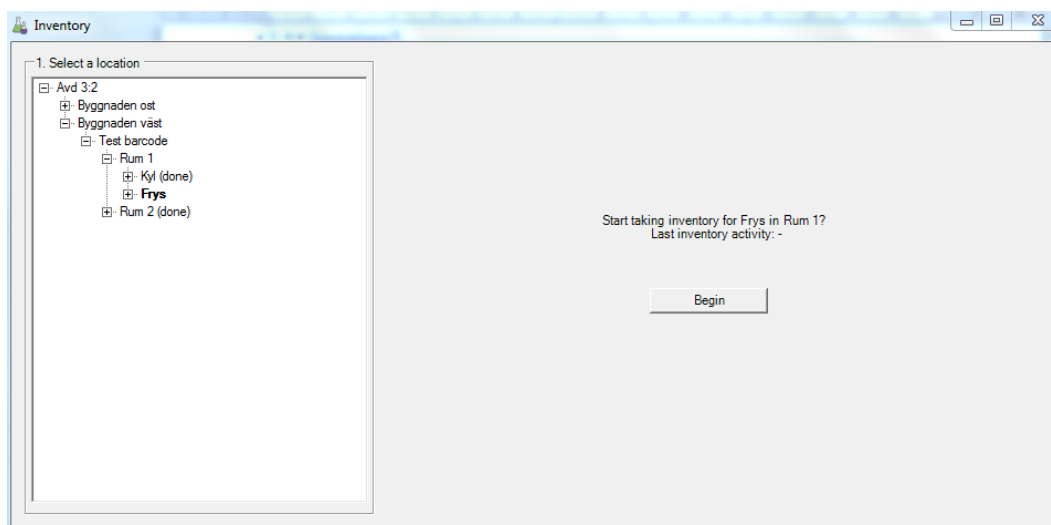 Inventory
1. Select a location
Avd 3:2
Byggnaden ost
Byggnaden väst
Test barcode
Rum 1
Kyl (done)
Frys
Rum 2 (done)
Start taking inventory for Frys in Rum 1?
Last inventory activity: -
Begin